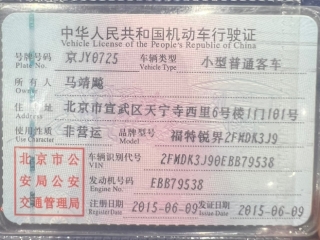 中华人民共和国机动车行驶证
Vehicle License of the People's Republic of China
号牌号码 京JY0725 车辆类型 小型普通客车
Plate No. Vehicle Type
所有人 马靖飚
Owner
住址 北京市宣武区天宁寺西里6号楼1门101号
Address
使用性质 非营运 品牌型号 福特锐界2FMDK3J9
Use Character Model
北京市公安局公安交通管理局
车辆识别代号 2FMDK3J90EBB79538
VIN
发动机号码 EBB79538
Engine No.
注册日期 2015-06-09 发证日期 2015-06-09
Register Date Issue Date